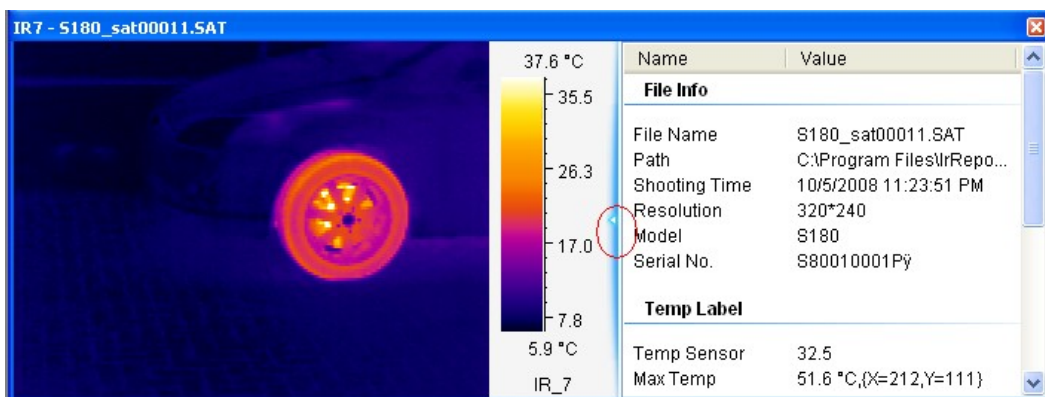 IR7 - S180_sat00011.SAT
37.6 °C
35.5
26.3
17.0
7.8
5.9 °C
IR_7
Name Value
File Info
File Name S180_sat00011.SAT
Path C:\Program Files\IrRepo...
Shooting Time 10/5/2008 11:23:51 PM
Resolution 320*240
Model S180
Serial No. S80010001Pÿ
Temp Label
Temp Sensor 32.5
Max Temp 51.6 °C,{X=212,Y=111}